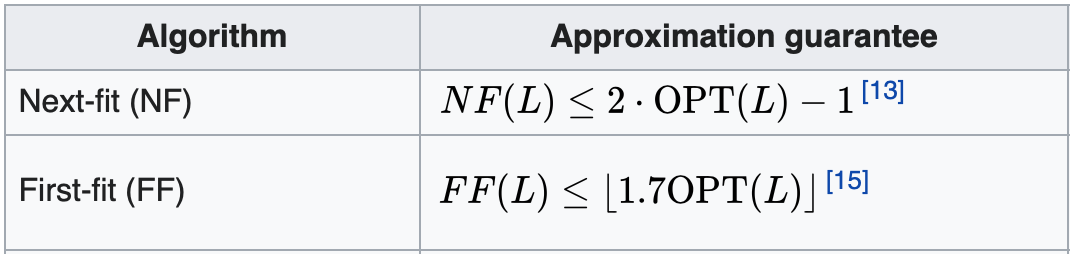 Algorithm Approximation guarantee
Next-fit (NF) NF(L) ≤ 2 · OPT(L) − 1 [13]
First-fit (FF) FF(L) ≤ ⌊1.7OPT(L)⌋ [15]